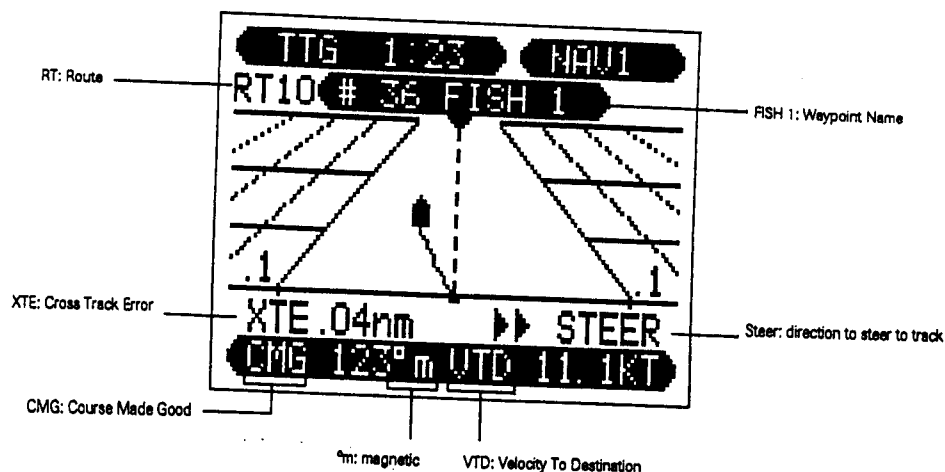 TTG 1:23 NAV1
RT: Route
RT10 # 36 FISH 1
FISH 1: Waypoint Name
.1 .1
XTE: Cross Track Error
XTE .04nm STEER
Steer: direction to steer to track
CMG 123°m VTD 11.1KT
CMG: Course Made Good
°m: magnetic
VTD: Velocity To Destination